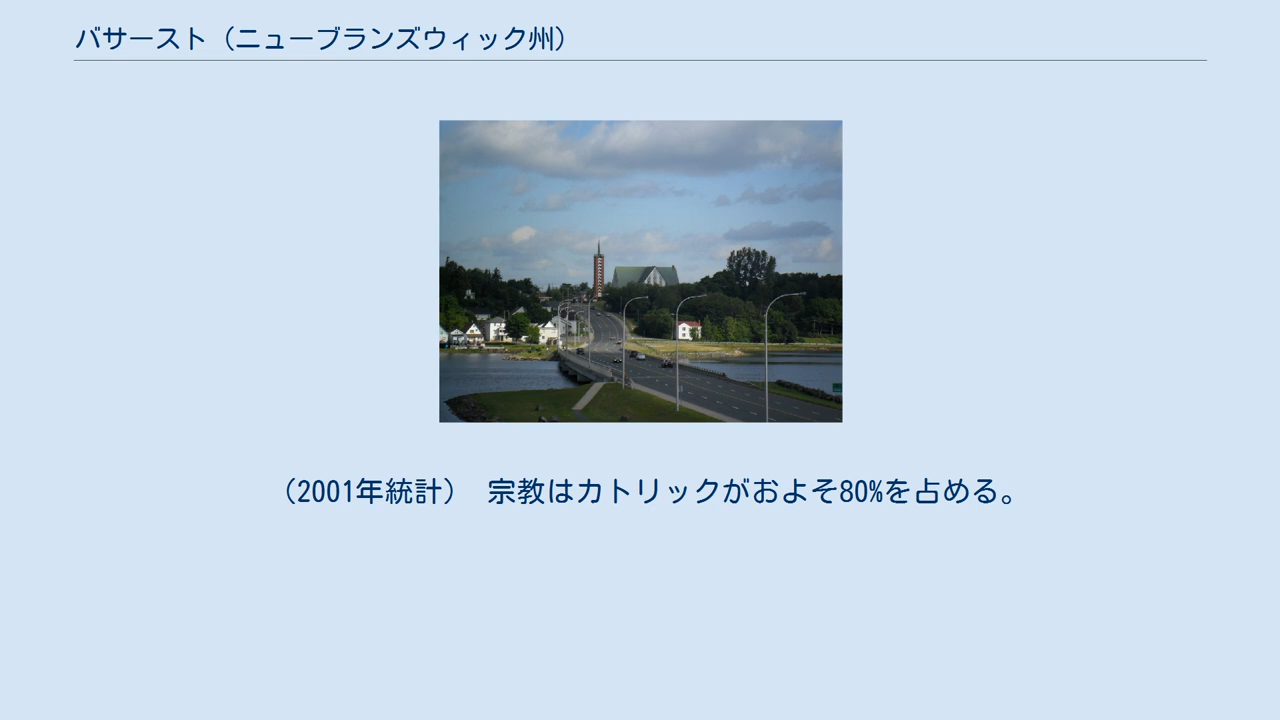 バサースト（ニューブランズウィック州）
（2001年統計）　宗教はカトリックがおよそ80%を占める。